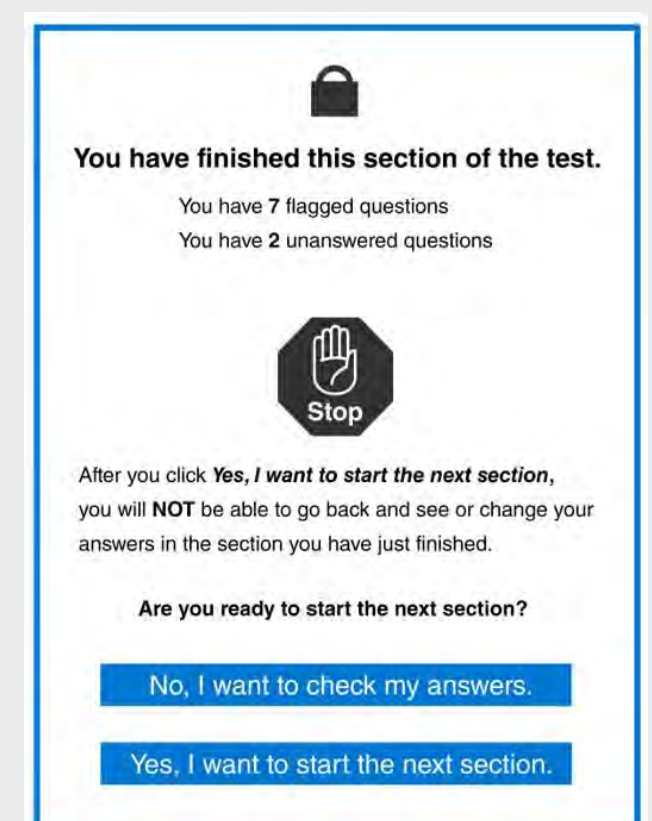 You have finished this section of the test.
You have 7 flagged questions
You have 2 unanswered questions
Stop
After you click Yes, I want to start the next section,
you will NOT be able to go back and see or change your
answers in the section you have just finished.
Are you ready to start the next section?
No, I want to check my answers.
Yes, I want to start the next section.